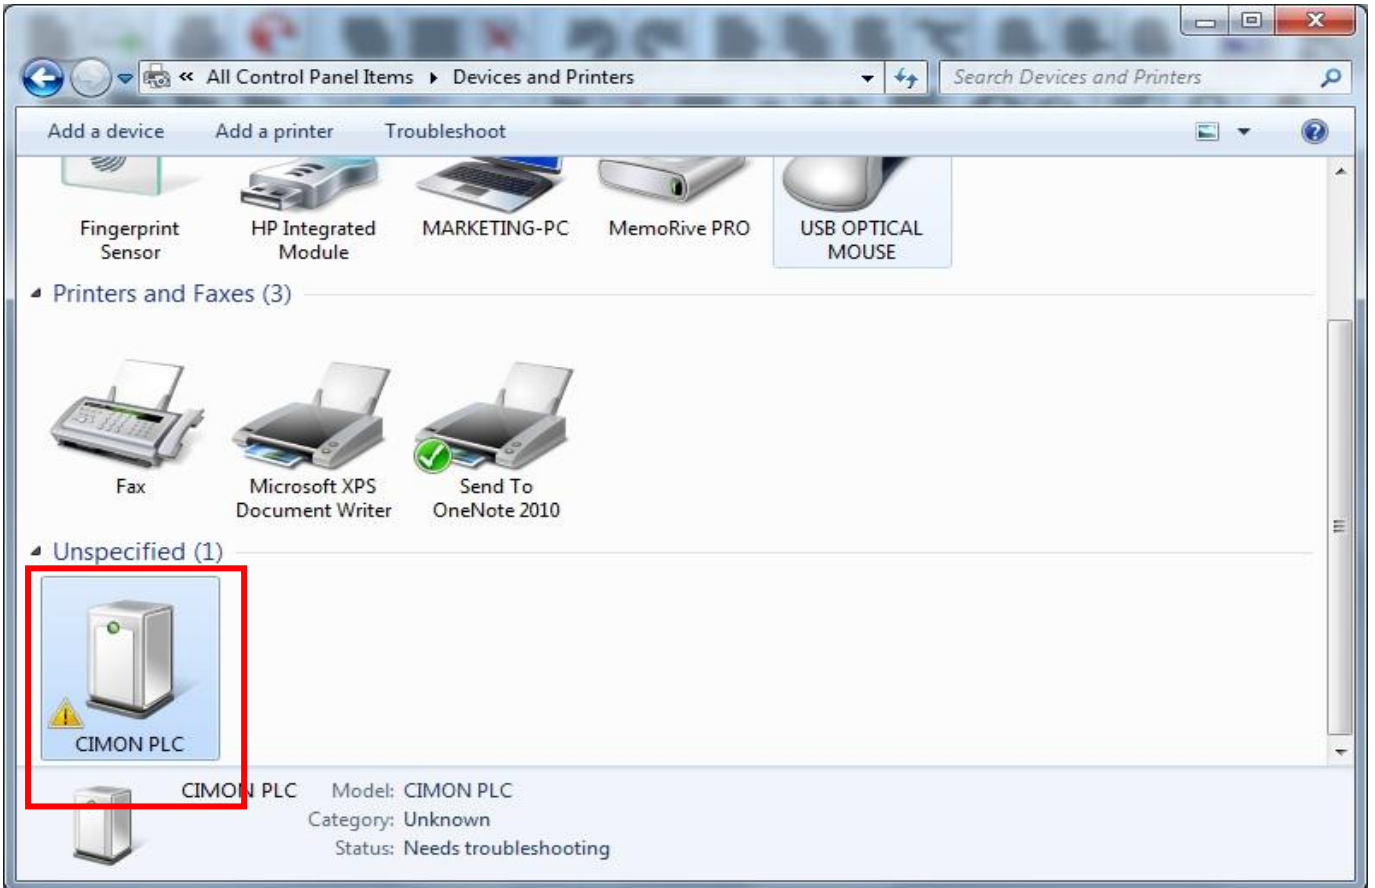 « All Control Panel Items ▸ Devices and Printers
Search Devices and Printers
Add a device Add a printer Troubleshoot
Fingerprint Sensor
HP Integrated Module
MARKETING-PC
MemoRive PRO
USB OPTICAL MOUSE
Printers and Faxes (3)
Fax
Microsoft XPS Document Writer
Send To OneNote 2010
Unspecified (1)
CIMON PLC
CIMON PLC Model: CIMON PLC
Category: Unknown
Status: Needs troubleshooting